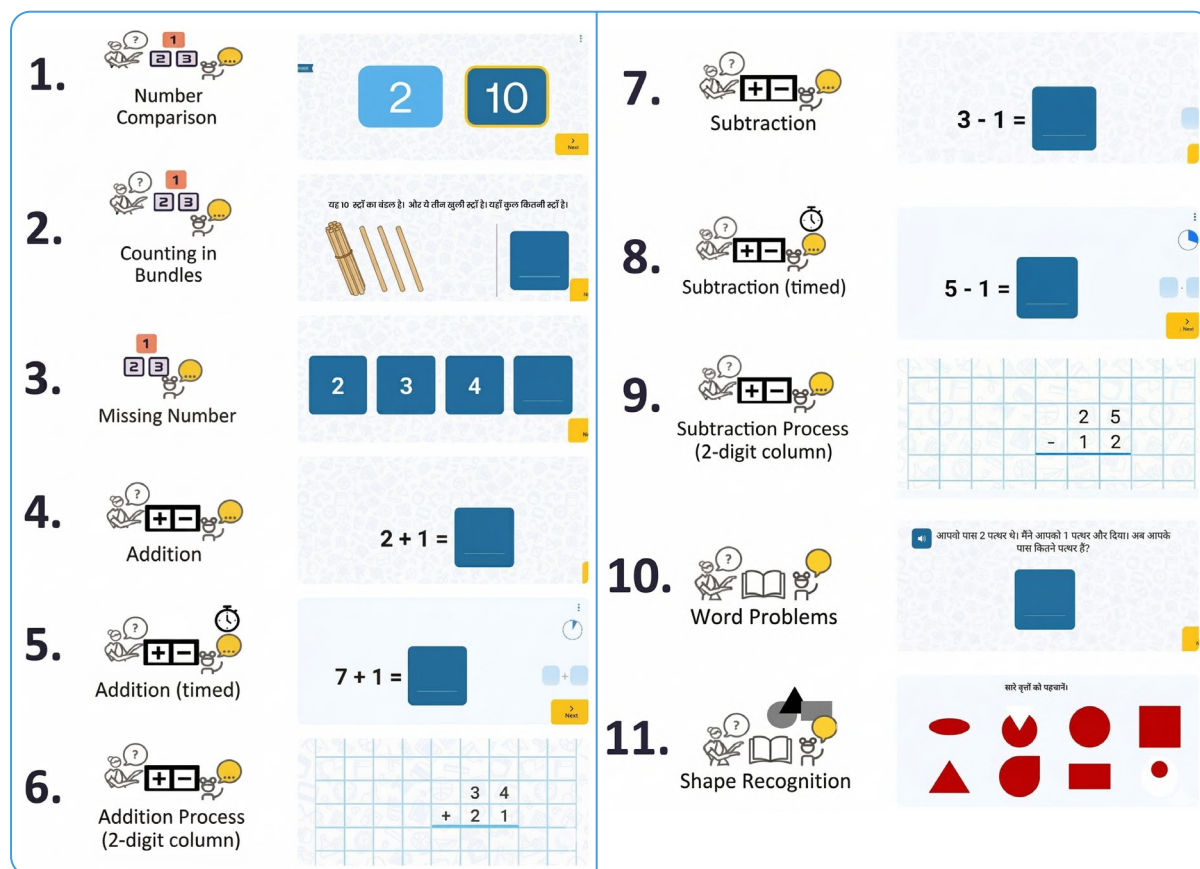 1.
Number
Comparison
2 10
Next
2.
Counting in
Bundles
यह 10 स्ट्रॉ का बंडल है। और ये तीन खुली स्ट्रॉ है। यहाँ कुल कितनी स्ट्रॉ है।
3.
Missing Number
2 3 4
4.
Addition
2 + 1 =
5.
Addition (timed)
7 + 1 =
+
Next
6.
Addition Process
(2-digit column)
3 4
+ 2 1
7.
Subtraction
3 - 1 =
8.
Subtraction (timed)
5 - 1 =
-
Next
9.
Subtraction Process
(2-digit column)
2 5
- 1 2
10.
Word Problems
आपवो पास 2 पत्थर थे। मैंने आपको 1 पत्थर और दिया। अब आपके
पास कितने पत्थर हैं?
11.
Shape Recognition
सारे वृत्तों को पहचानें।